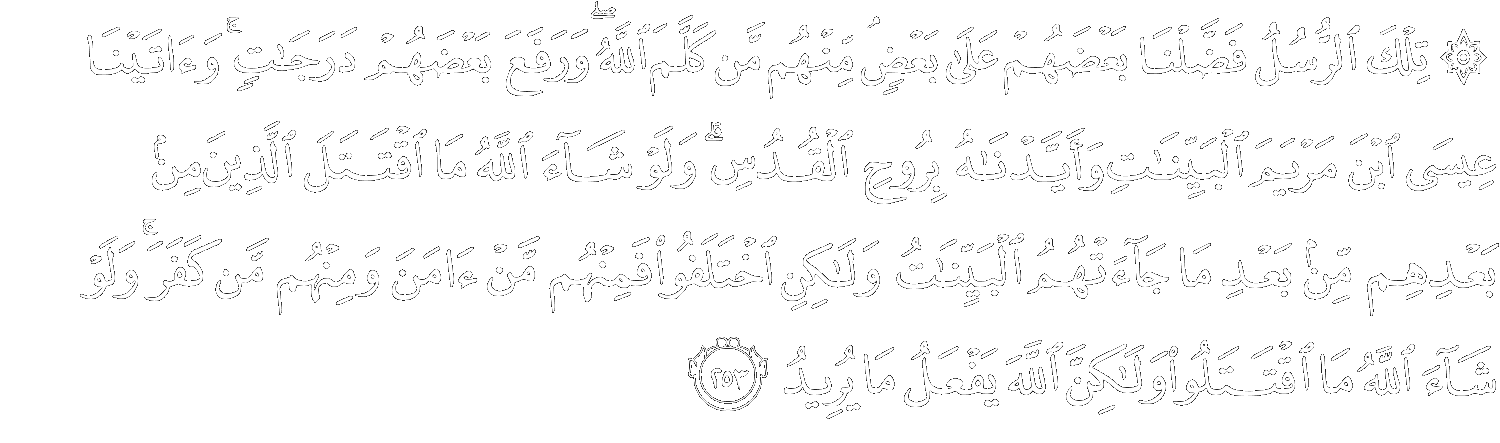 ۞ تِلْكَ ٱلرُّسُلُ فَضَّلْنَا بَعْضَهُمْ عَلَىٰ بَعْضٍۢ مِّنْهُم مَّن كَلَّمَ ٱللَّهُ ۖ وَرَفَعَ بَعْضَهُمْ دَرَجَـٰتٍۢ ۚ وَءَاتَيْنَا
عِيسَى ٱبْنَ مَرْيَمَ ٱلْبَيِّنَـٰتِ وَأَيَّدْنَـٰهُ بِرُوحِ ٱلْقُدُسِ ۗ وَلَوْ شَآءَ ٱللَّهُ مَا ٱقْتَتَلَ ٱلَّذِينَ مِنۢ
بَعْدِهِم مِّنۢ بَعْدِ مَا جَآءَتْهُمُ ٱلْبَيِّنَـٰتُ وَلَـٰكِنِ ٱخْتَلَفُوا۟ فَمِنْهُم مَّنْ ءَامَنَ وَمِنْهُم مَّن كَفَرَ ۚ وَلَوْ
شَآءَ ٱللَّهُ مَا ٱقْتَتَلُوا۟ وَلَـٰكِنَّ ٱللَّهَ يَفْعَلُ مَا يُرِيدُ ٢٥٣